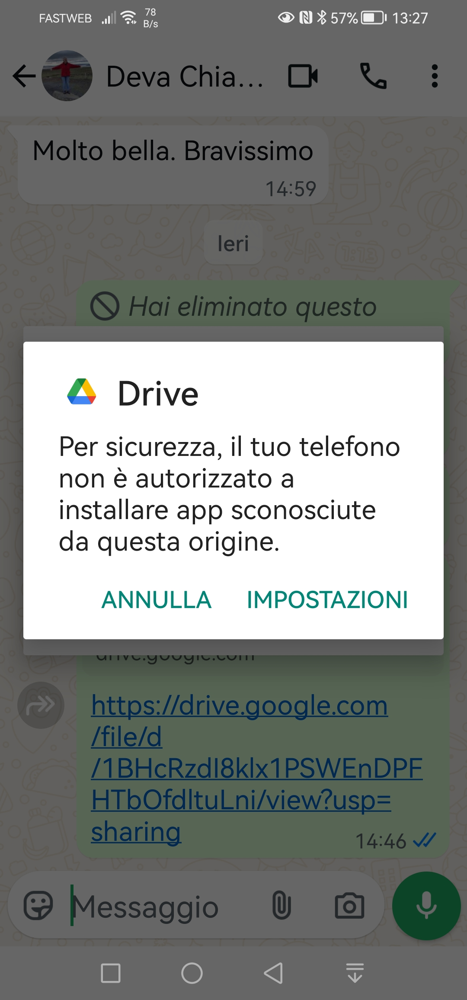 FASTWEB 78 B/s 57% 13:27
Deva Chia...
Molto bella. Bravissimo
14:59
Ieri
Hai eliminato questo
Drive
Per sicurezza, il tuo telefono
non è autorizzato a
installare app sconosciute
da questa origine.
ANNULLA IMPOSTAZIONI
drive.google.com
https://drive.google.com
/file/d
/1BHcRzdI8klx1PSWEnDPF
HTbOfdltuLni/view?usp=
sharing
14:46
Messaggio